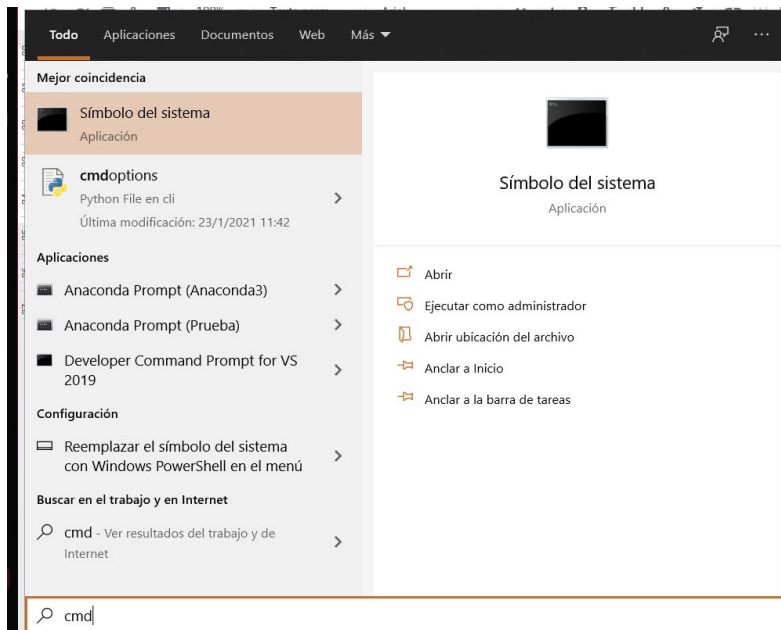 Todo Aplicaciones Documentos Web Más
Mejor coincidencia
Símbolo del sistema
Aplicación
cmdoptions
Python File en cli
Última modificación: 23/1/2021 11:42
Aplicaciones
Anaconda Prompt (Anaconda3)
Anaconda Prompt (Prueba)
Developer Command Prompt for VS
2019
Configuración
Reemplazar el símbolo del sistema
con Windows PowerShell en el menú
Buscar en el trabajo y en Internet
cmd - Ver resultados del trabajo y de
Internet
Símbolo del sistema
Aplicación
Abrir
Ejecutar como administrador
Abrir ubicación del archivo
Anclar a Inicio
Anclar a la barra de tareas
cmd